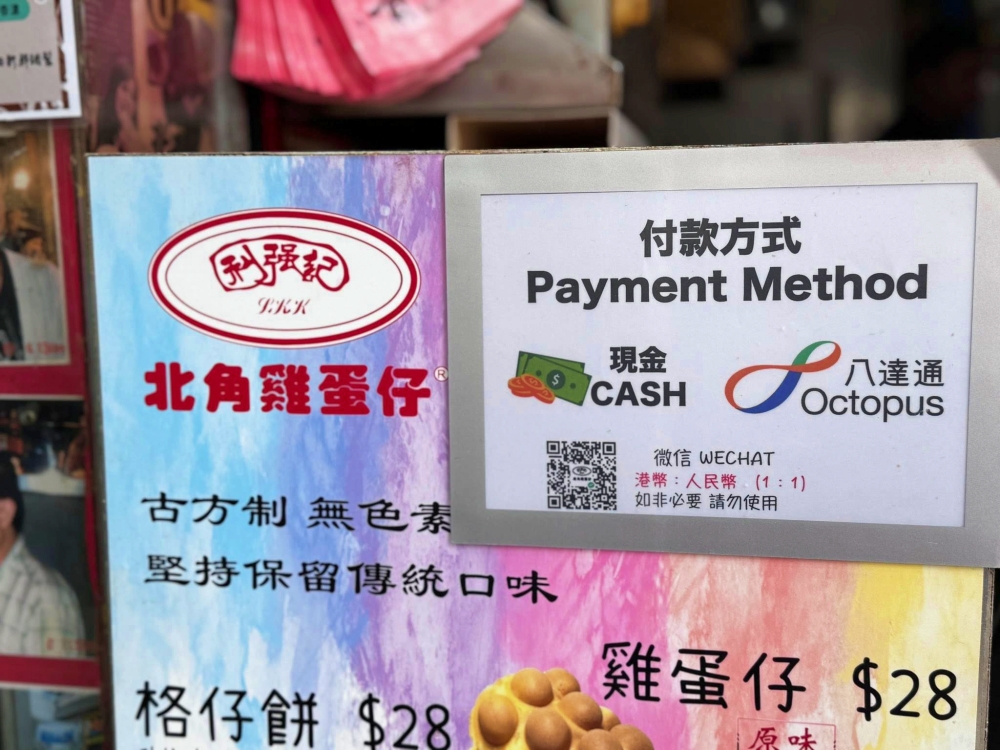 利强記
L.K.K
北角雞蛋仔®
古方制 無色素
堅持保留傳統口味
格仔餅 $28
雞蛋仔 $28
原味
付款方式
Payment Method
$
現金
CASH
八達通
Octopus
微信 WECHAT
港幣：人民幣 (1：1)
如非必要 請勿使用